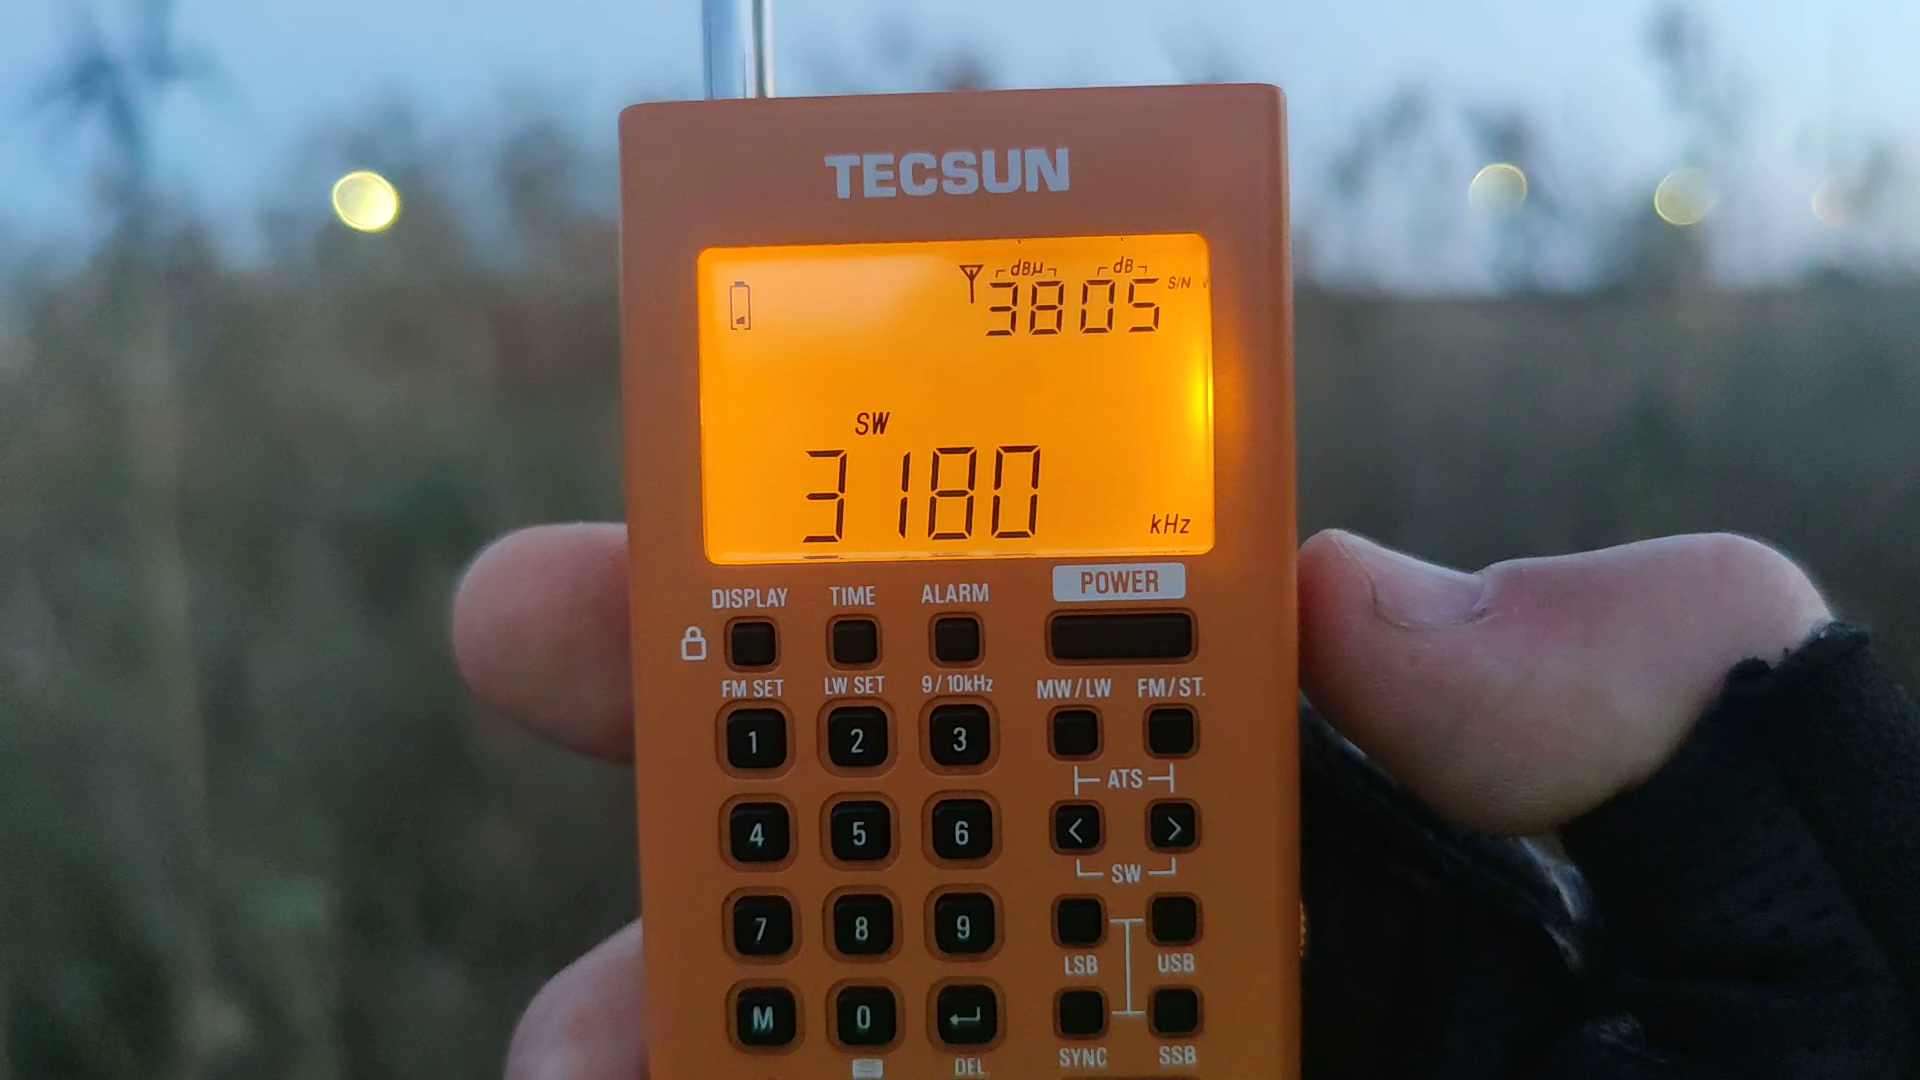 TECSUN
dBµ dB
3805 S/N
SW
3180 kHz
DISPLAY TIME ALARM POWER
FM SET LW SET 9/10kHz MW/LW FM/ST.
1 2 3
ATS
4 5 6 < >
SW
7 8 9
LSB USB
M 0
DEL. SYNC SSB